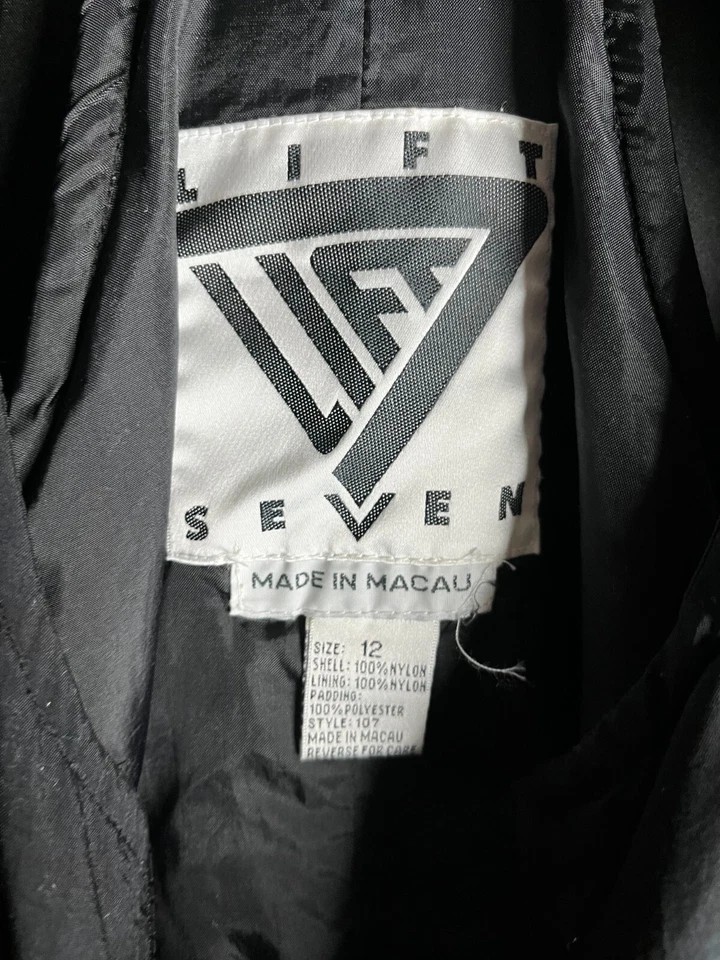 LIFT
LIFT
SEVEN
MADE IN MACAU
SIZE: 12
SHELL: 100% NYLON
LINING: 100% NYLON
PADDING:
100% POLYESTER
STYLE: 107
MADE IN MACAU
REVERSE FOR CARE